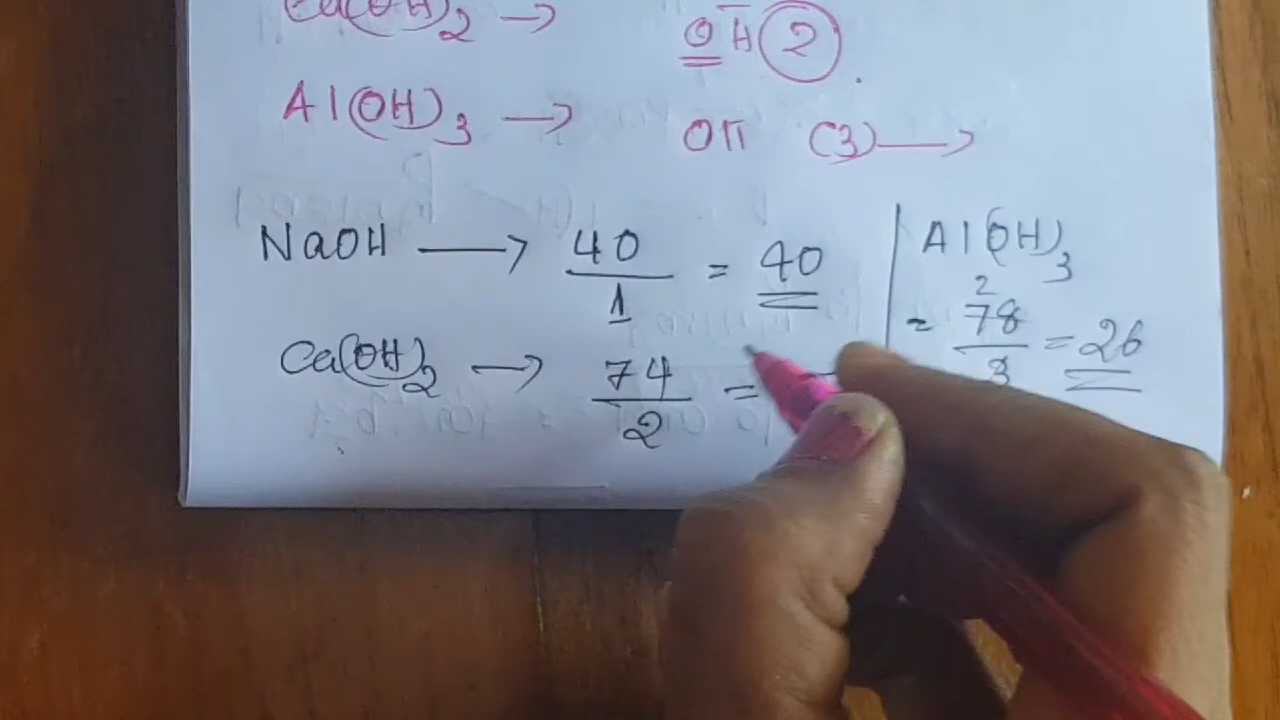 Ca(OH)2 → OH 2
Al(OH)3 → OH (3) →
NaOH → 40/1 = 40
Ca(OH)2 → 74/2 =
Al(OH)3
= 78/3 = 26